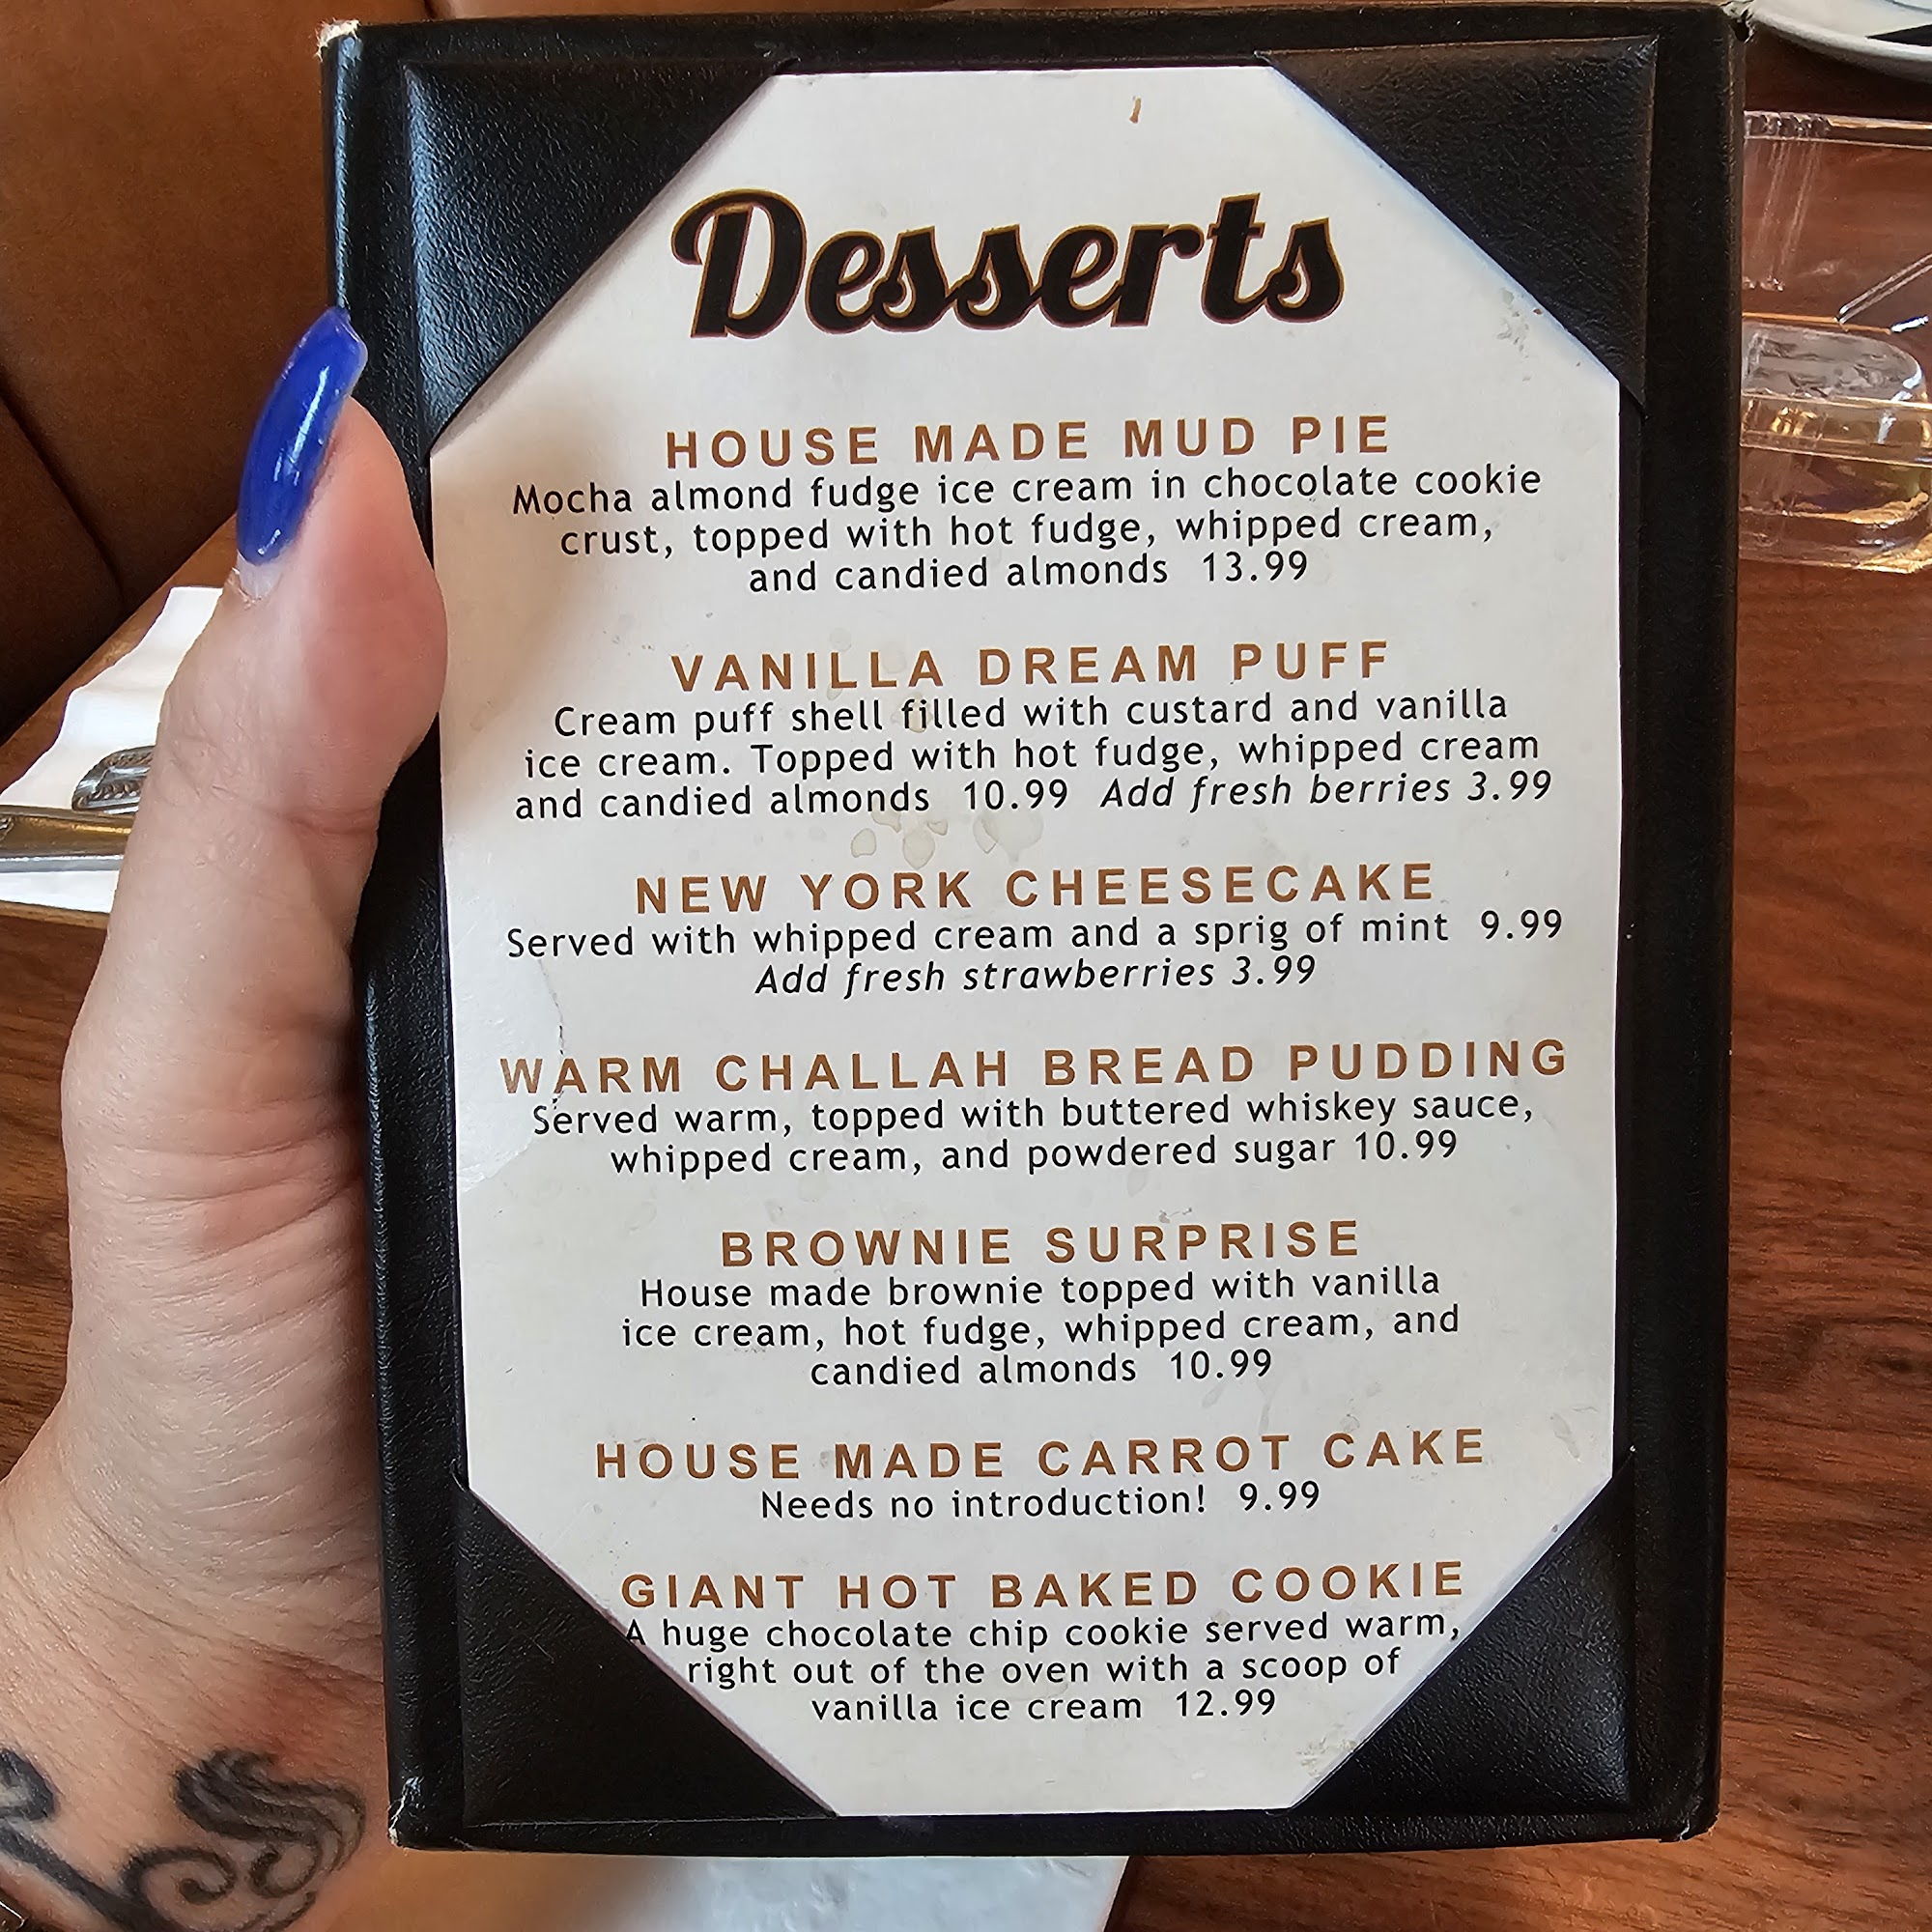 Desserts
HOUSE MADE MUD PIE
Mocha almond fudge ice cream in chocolate cookie
crust, topped with hot fudge, whipped cream,
and candied almonds 13.99
VANILLA DREAM PUFF
Cream puff shell filled with custard and vanilla
ice cream. Topped with hot fudge, whipped cream
and candied almonds 10.99 Add fresh berries 3.99
NEW YORK CHEESECAKE
Served with whipped cream and a sprig of mint 9.99
Add fresh strawberries 3.99
WARM CHALLAH BREAD PUDDING
Served warm, topped with buttered whiskey sauce,
whipped cream, and powdered sugar 10.99
BROWNIE SURPRISE
House made brownie topped with vanilla
ice cream, hot fudge, whipped cream, and
candied almonds 10.99
HOUSE MADE CARROT CAKE
Needs no introduction! 9.99
GIANT HOT BAKED COOKIE
A huge chocolate chip cookie served warm,
right out of the oven with a scoop of
vanilla ice cream 12.99